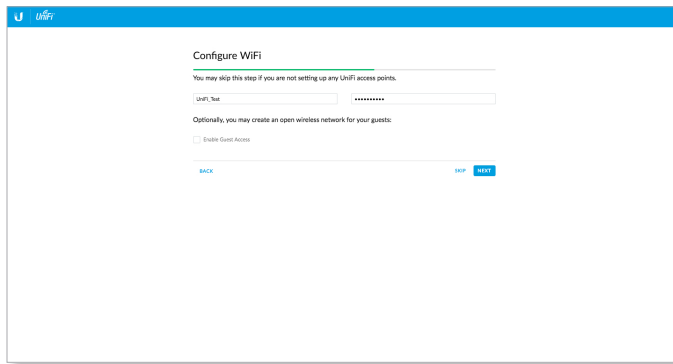 UniFi
Configure WiFi
You may skip this step if you are not setting up any UniFi access points.
UniFi_Test ••••••••••
Optionally, you may create an open wireless network for your guests:
Enable Guest Access
BACK SKIP NEXT